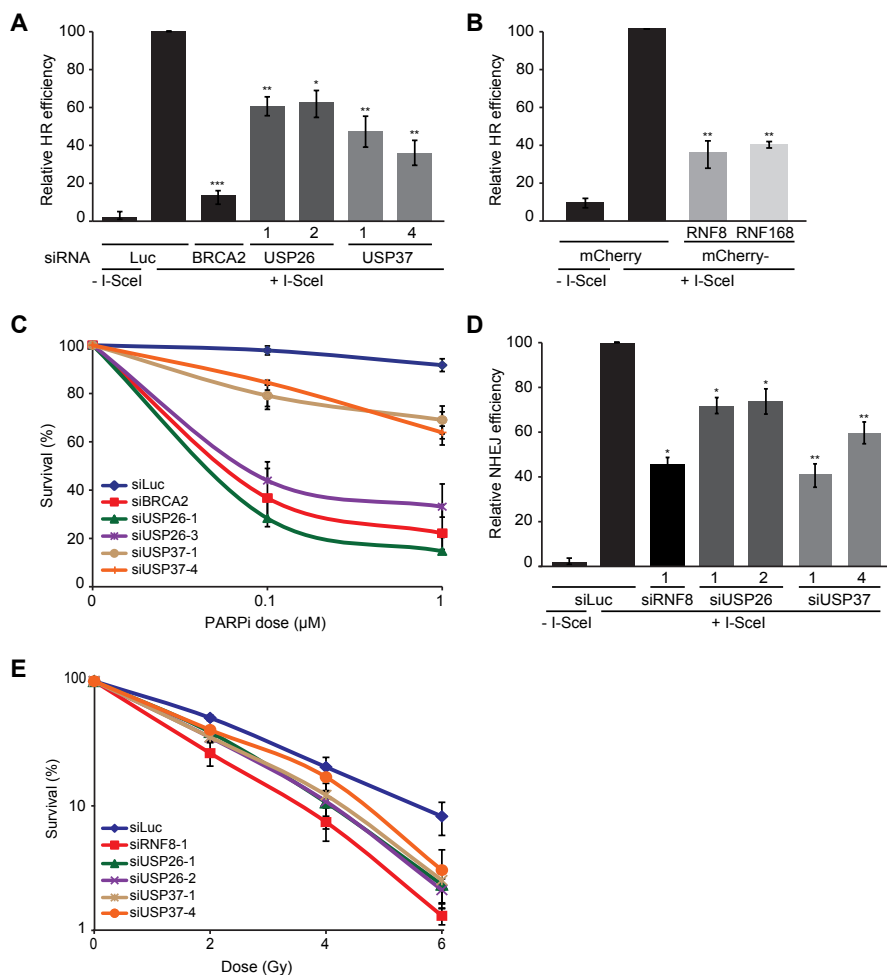 A
Relative HR efficiency
100
80
60
40
20
0
***
**
*
**
**
1 2 1 4
siRNA Luc BRCA2 USP26 USP37
- I-SceI + I-SceI
B
Relative HR efficiency
100
80
60
40
20
0
**
**
RNF8 RNF168
mCherry mCherry-
- I-SceI + I-SceI
C
Survival (%)
100
80
60
40
20
0
siLuc
siBRCA2
siUSP26-1
siUSP26-3
siUSP37-1
siUSP37-4
0 0.1 1
PARPi dose (µM)
D
Relative NHEJ efficiency
100
80
60
40
20
0
*
*
*
**
**
1 1 2 1 4
siLuc siRNF8 siUSP26 siUSP37
- I-SceI + I-SceI
E
Survival (%)
100
10
1
siLuc
siRNF8-1
siUSP26-1
siUSP26-2
siUSP37-1
siUSP37-4
0 2 4 6
Dose (Gy)